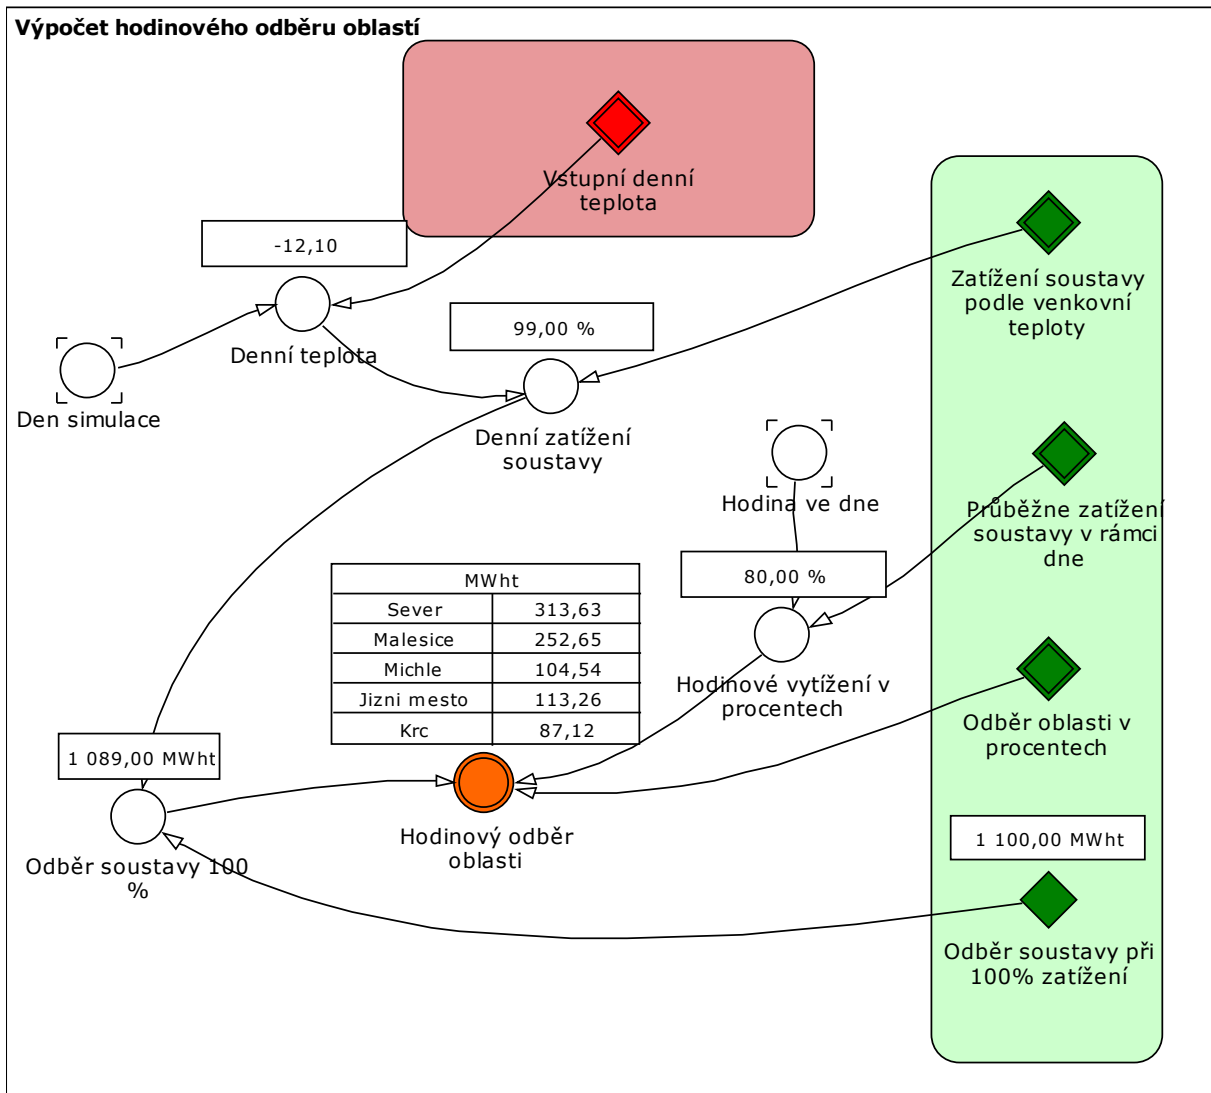 Výpočet hodinového odběru oblastí
Vstupní denní
teplota
-12,10
Zatížení soustavy
podle venkovní
teploty
99,00 %
Denní teplota
Den simulace
Denní zatížení
soustavy
Hodina ve dne
Průběžne zatížení
soustavy v rámci
dne
80,00 %
MWht
Sever 313,63
Malesice 252,65
Michle 104,54
Jizni mesto 113,26
Krc 87,12
Hodinové vytížení v
procentech
Odběr oblasti v
procentech
1 089,00 MWht
Hodinový odběr
oblasti
1 100,00 MWht
Odběr soustavy 100
%
Odběr soustavy při
100% zatížení